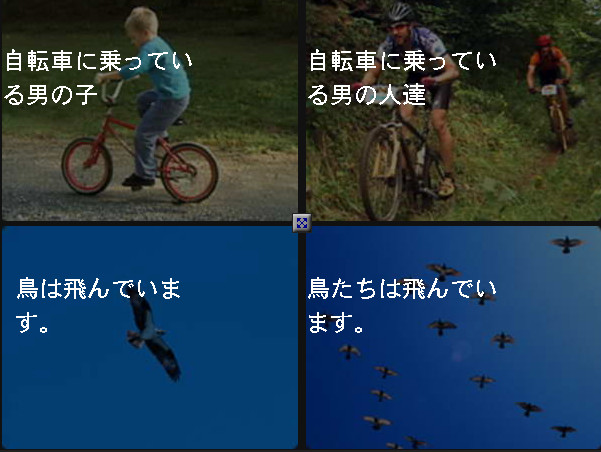 自転車に乗ってい
る男の子
自転車に乗ってい
る男の人達
鳥は飛んでいま
す。
鳥たちは飛んでい
ます。